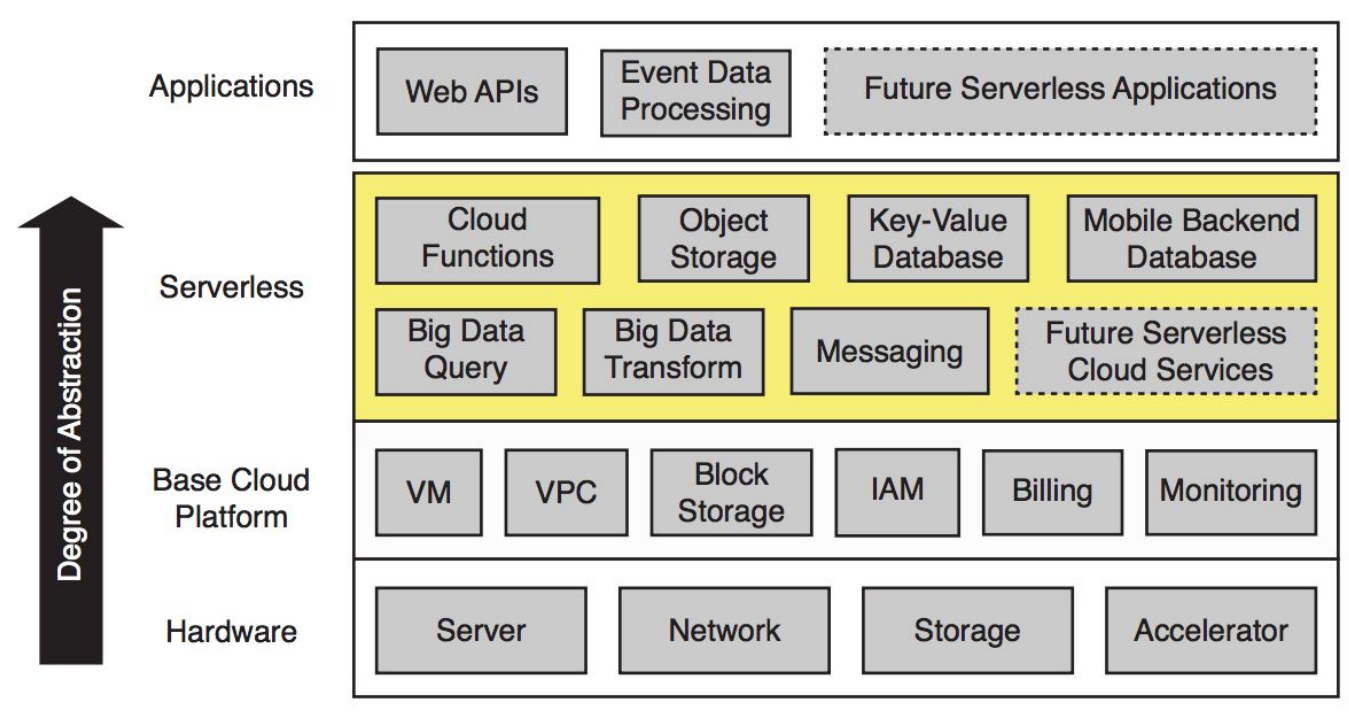 Applications
Web APIs
Event Data
Processing
Future Serverless Applications
Degree of Abstraction
Serverless
Cloud
Functions
Object
Storage
Key-Value
Database
Mobile Backend
Database
Big Data
Query
Big Data
Transform
Messaging
Future Serverless
Cloud Services
Base Cloud
Platform
VM
VPC
Block
Storage
IAM
Billing
Monitoring
Hardware
Server
Network
Storage
Accelerator